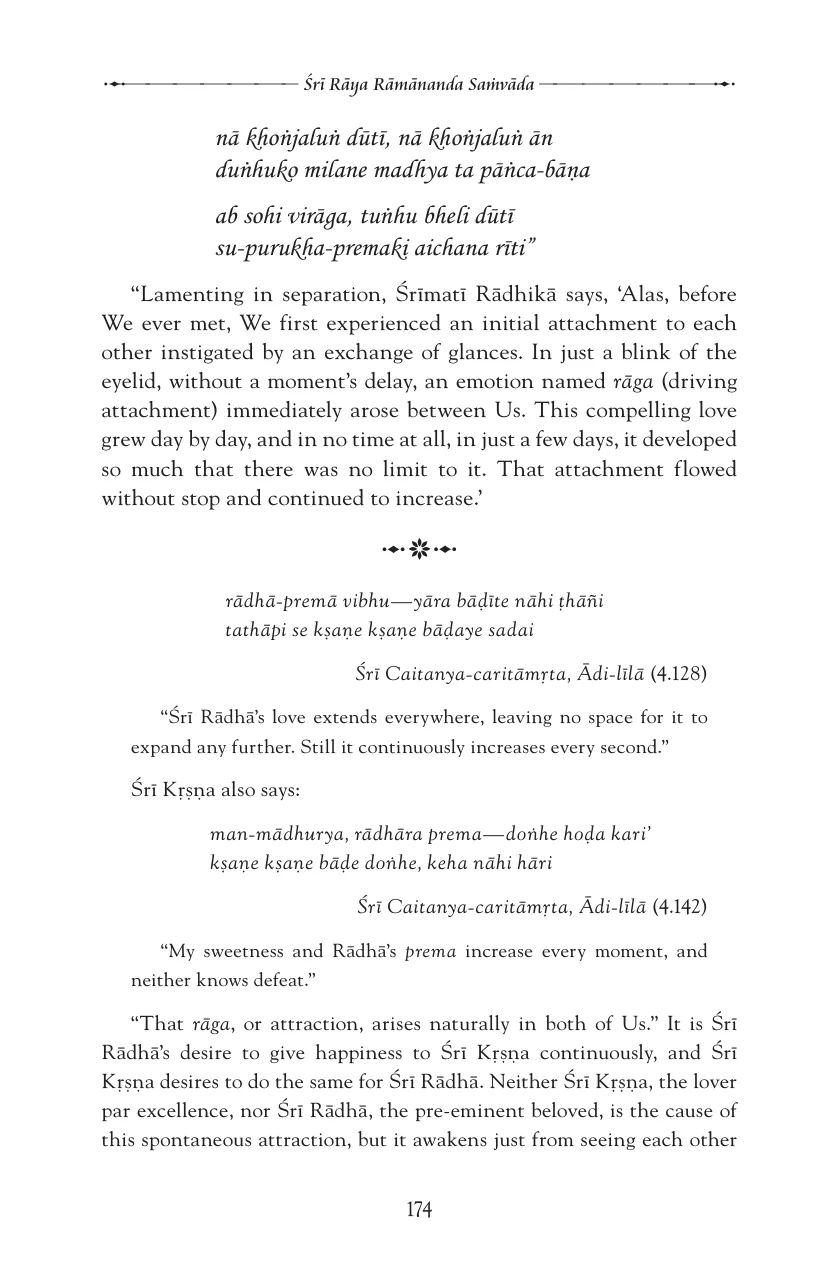 Śrī Rāya Rāmānanda Saṁvāda
nā khoṅjaluṅ dūtī, nā khoṅjaluṅ ān
duṅhuko milane madhya ta pāṅca-bāṇa
ab sohi virāga, tuṅhu bheli dūtī
su-purukha-premaki aichana rīti”
“Lamenting in separation, Śrīmatī Rādhikā says, ‘Alas, before
We ever met, We first experienced an initial attachment to each
other instigated by an exchange of glances. In just a blink of the
eyelid, without a moment’s delay, an emotion named rāga (driving
attachment) immediately arose between Us. This compelling love
grew day by day, and in no time at all, in just a few days, it developed
so much that there was no limit to it. That attachment flowed
without stop and continued to increase.’
rādhā-premā vibhu—yāra bāḍīte nāhi ṭhāñi
tathāpi se kṣaṇe kṣaṇe bāḍaye sadai
Śrī Caitanya-caritāmṛta, Ādi-līlā (4.128)
“Śrī Rādhā’s love extends everywhere, leaving no space for it to
expand any further. Still it continuously increases every second.”
Śrī Kṛṣṇa also says:
man-mādhurya, rādhāra prema—doṅhe hoḍa kari’
kṣaṇe kṣaṇe bāḍe doṅhe, keha nāhi hāri
Śrī Caitanya-caritāmṛta, Ādi-līlā (4.142)
“My sweetness and Rādhā’s prema increase every moment, and
neither knows defeat.”
“That rāga, or attraction, arises naturally in both of Us.” It is Śrī
Rādhā’s desire to give happiness to Śrī Kṛṣṇa continuously, and Śrī
Kṛṣṇa desires to do the same for Śrī Rādhā. Neither Śrī Kṛṣṇa, the lover
par excellence, nor Śrī Rādhā, the pre-eminent beloved, is the cause of
this spontaneous attraction, but it awakens just from seeing each other
174